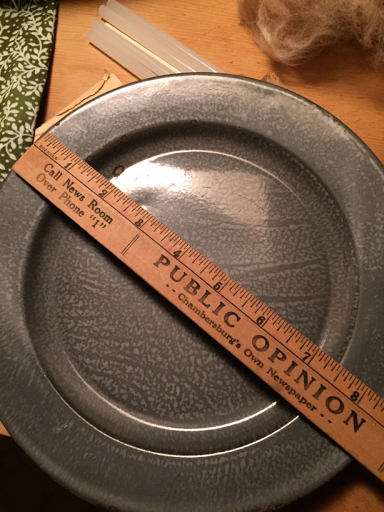 1 2 3 4 5 6 7 8
Call News Room
Over Phone "1"
PUBLIC OPINION
- - Chambersburg's Own Newspaper - -